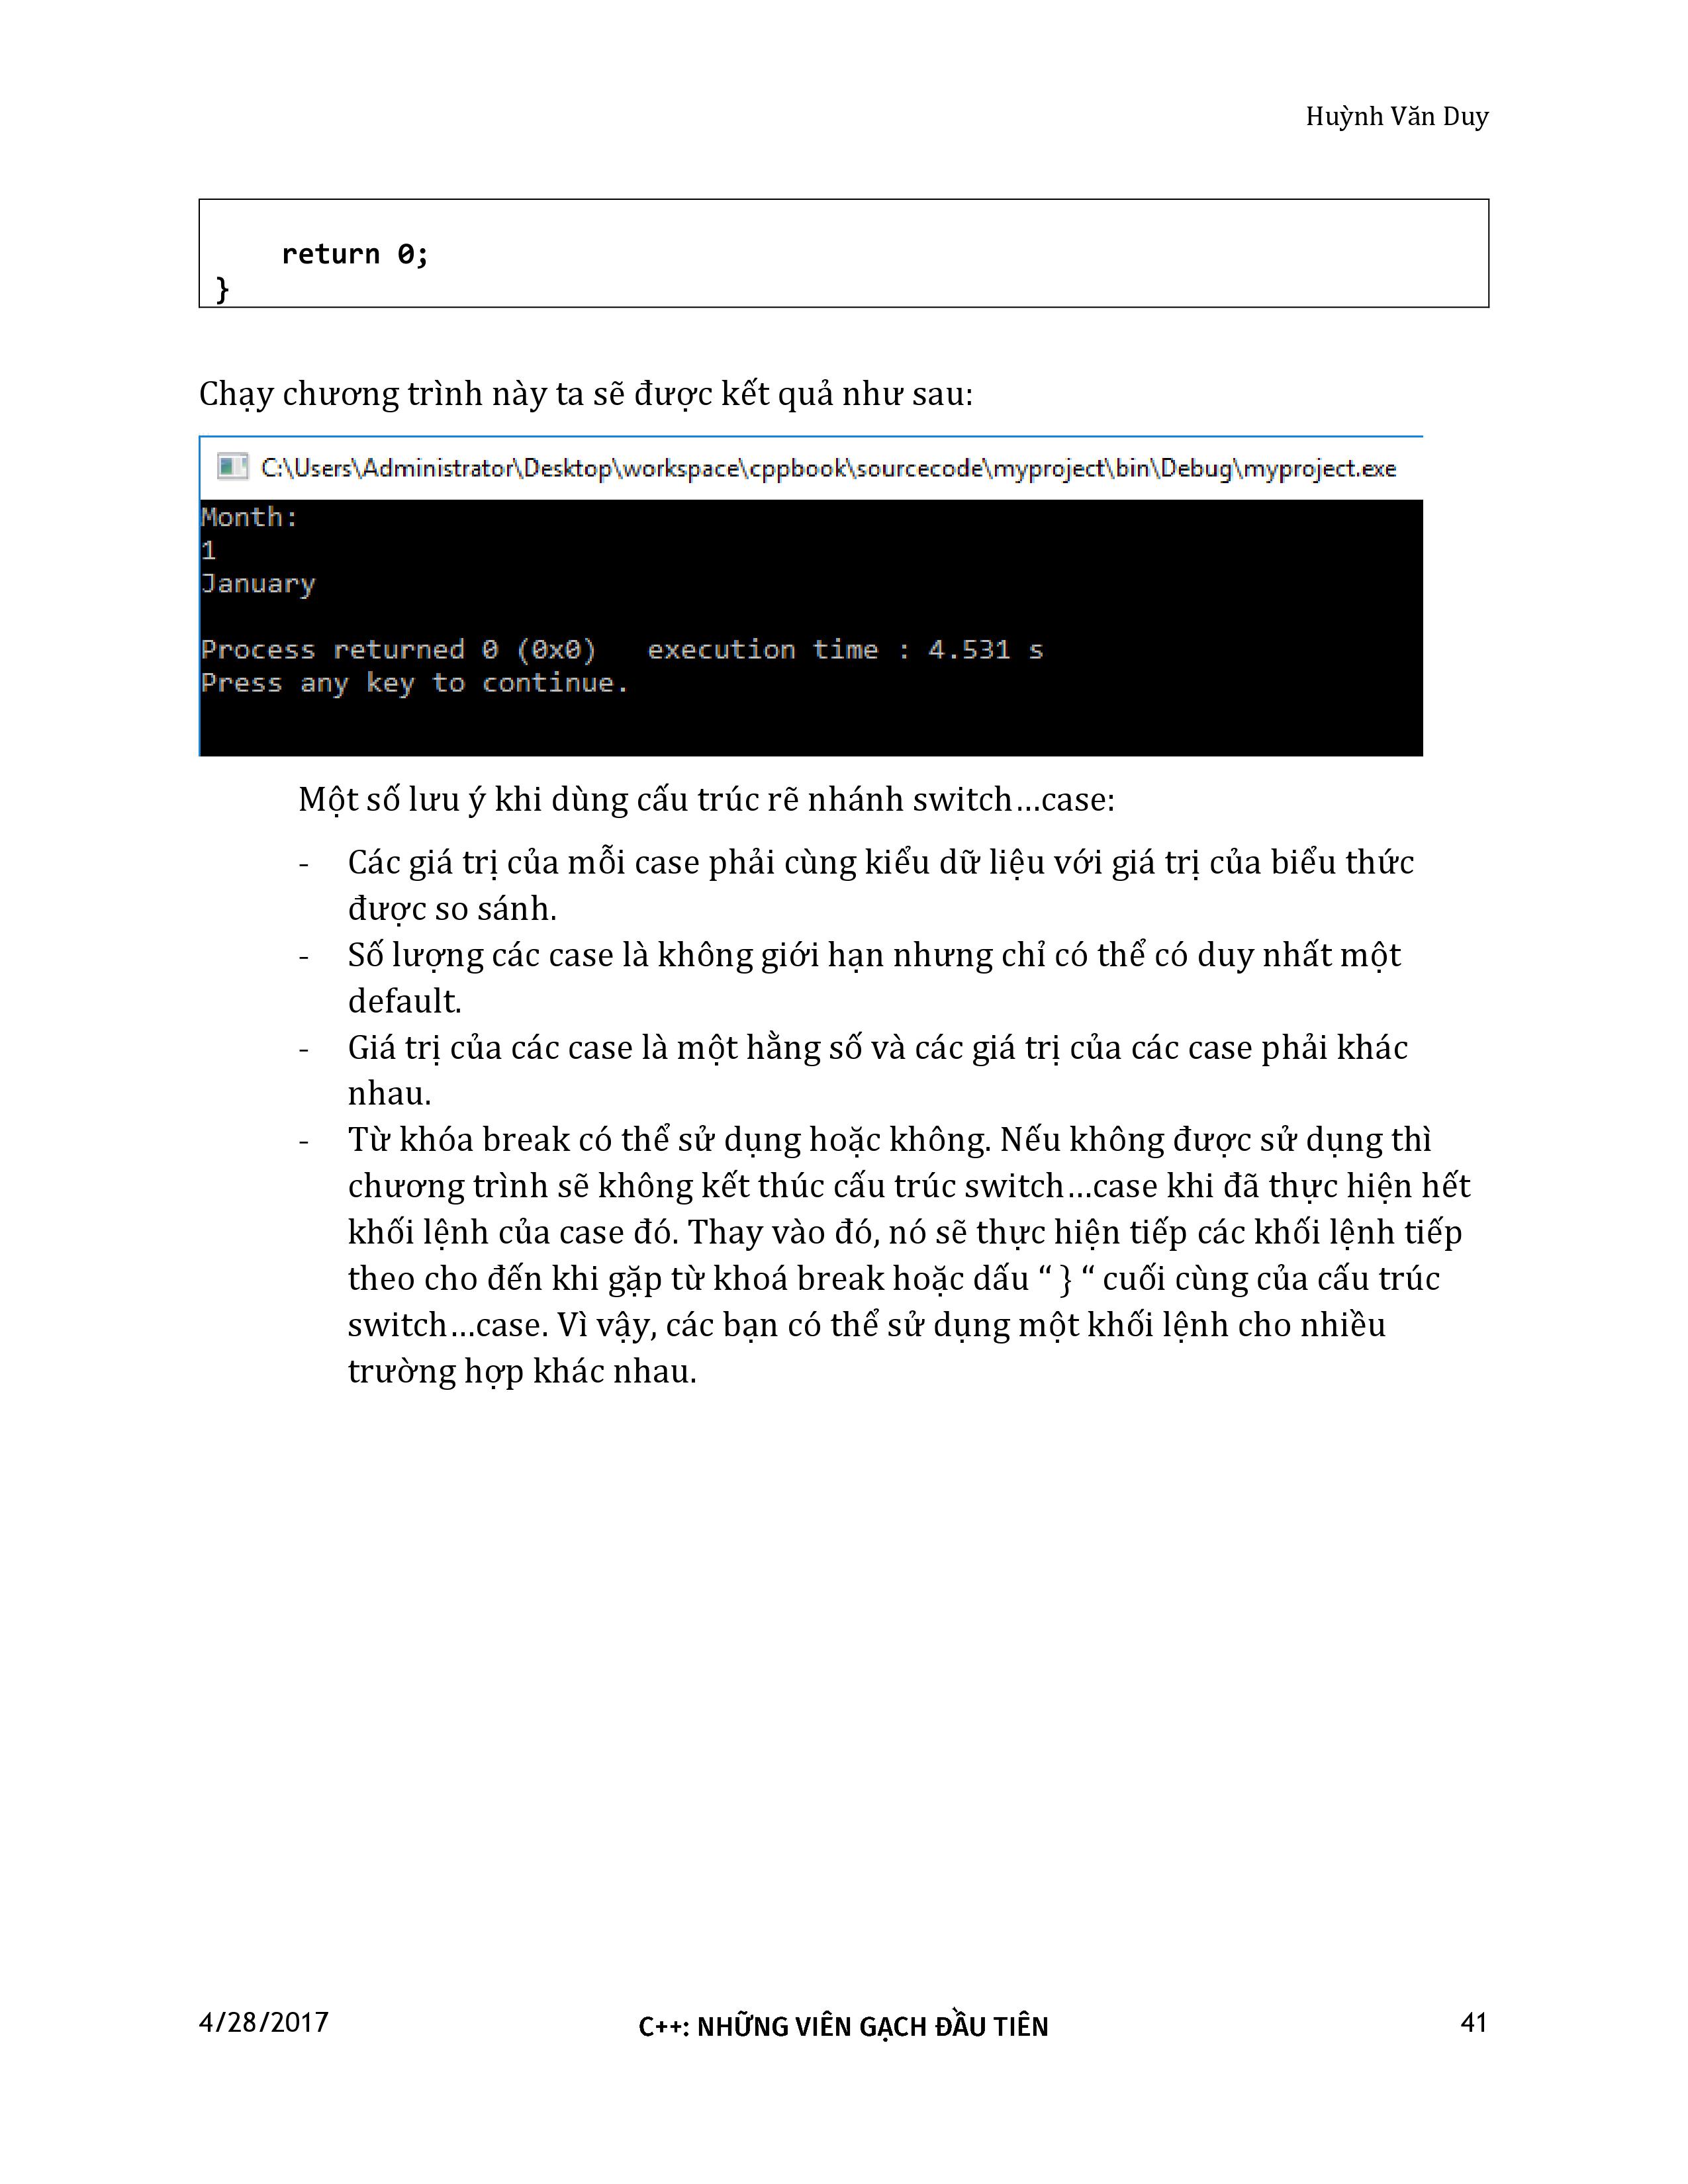 Huỳnh Văn Duy
return 0;
}
Chạy chương trình này ta sẽ được kết quả như sau:
C:\Users\Administrator\Desktop\workspace\cppbook\sourcecode\myproject\bin\Debug\myproject.exe
Month:
1
January
Process returned 0 (0x0)   execution time : 4.531 s
Press any key to continue.
Một số lưu ý khi dùng cấu trúc rẽ nhánh switch...case:
- Các giá trị của mỗi case phải cùng kiểu dữ liệu với giá trị của biểu thức
được so sánh.
- Số lượng các case là không giới hạn nhưng chỉ có thể có duy nhất một
default.
- Giá trị của các case là một hằng số và các giá trị của các case phải khác
nhau.
- Từ khóa break có thể sử dụng hoặc không. Nếu không được sử dụng thì
chương trình sẽ không kết thúc cấu trúc switch...case khi đã thực hiện hết
khối lệnh của case đó. Thay vào đó, nó sẽ thực hiện tiếp các khối lệnh tiếp
theo cho đến khi gặp từ khoá break hoặc dấu “ } “ cuối cùng của cấu trúc
switch...case. Vì vậy, các bạn có thể sử dụng một khối lệnh cho nhiều
trường hợp khác nhau.
4/28/2017 C++: NHỮNG VIÊN GẠCH ĐẦU TIÊN 41